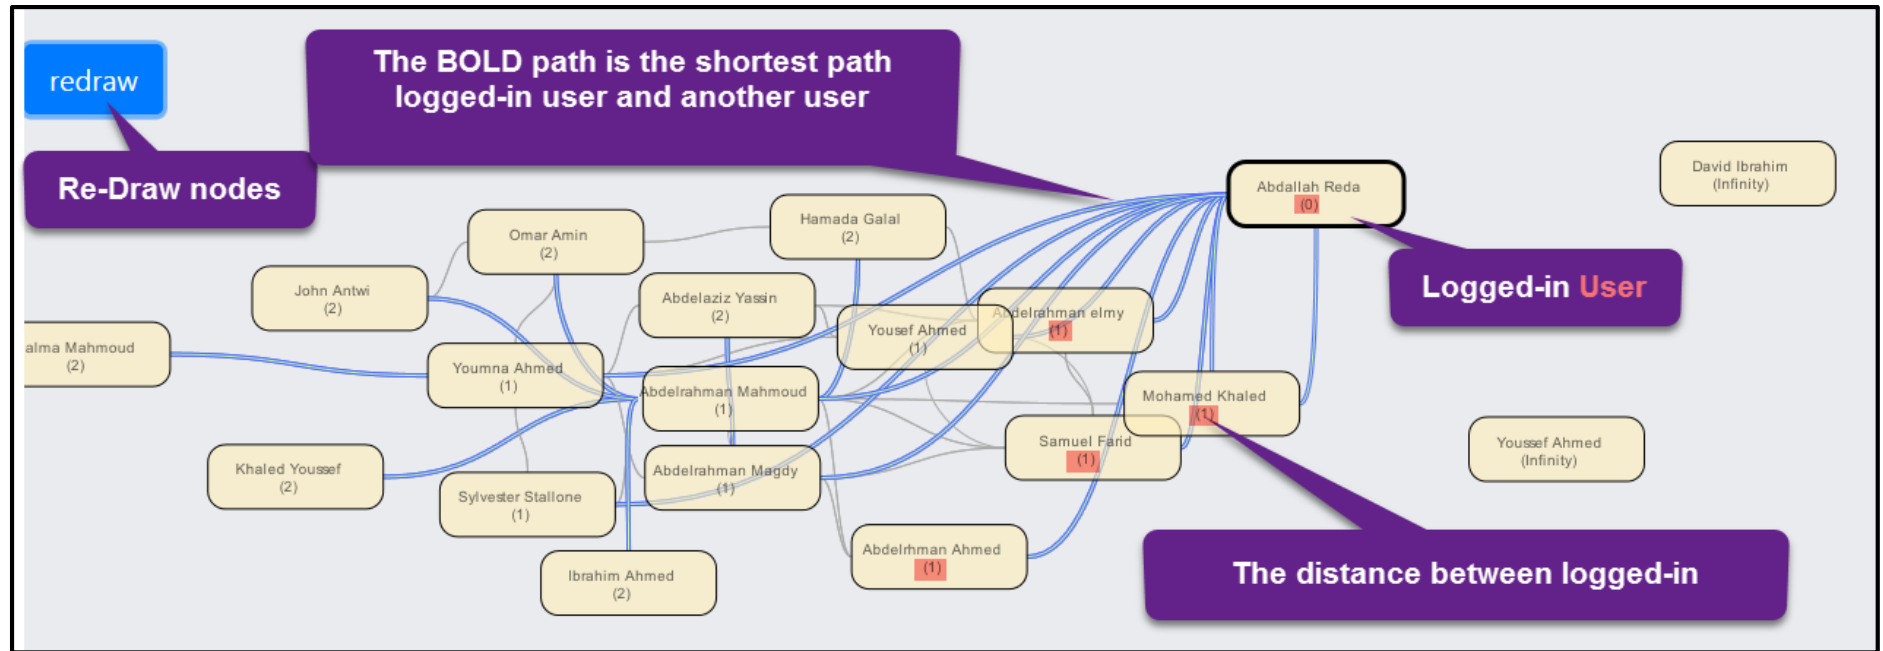 redraw
The BOLD path is the shortest path
logged-in user and another user
Re-Draw nodes
David Ibrahim
(Infinity)
Abdallah Reda
(0)
Hamada Galal
(2)
Omar Amin
(2)
Logged-in User
John Antwi
(2)
Abdelaziz Yassin
(2)
Abdelrahman elmy
(1)
Yousef Ahmed
(1)
alma Mahmoud
(2)
Youmna Ahmed
(1)
Abdelrahman Mahmoud
(1)
Mohamed Khaled
(1)
Samuel Farid
(1)
Youssef Ahmed
(Infinity)
Khaled Youssef
(2)
Abdelrahman Magdy
(1)
Sylvester Stallone
(1)
Abdelrhman Ahmed
(1)
Ibrahim Ahmed
(2)
The distance between logged-in